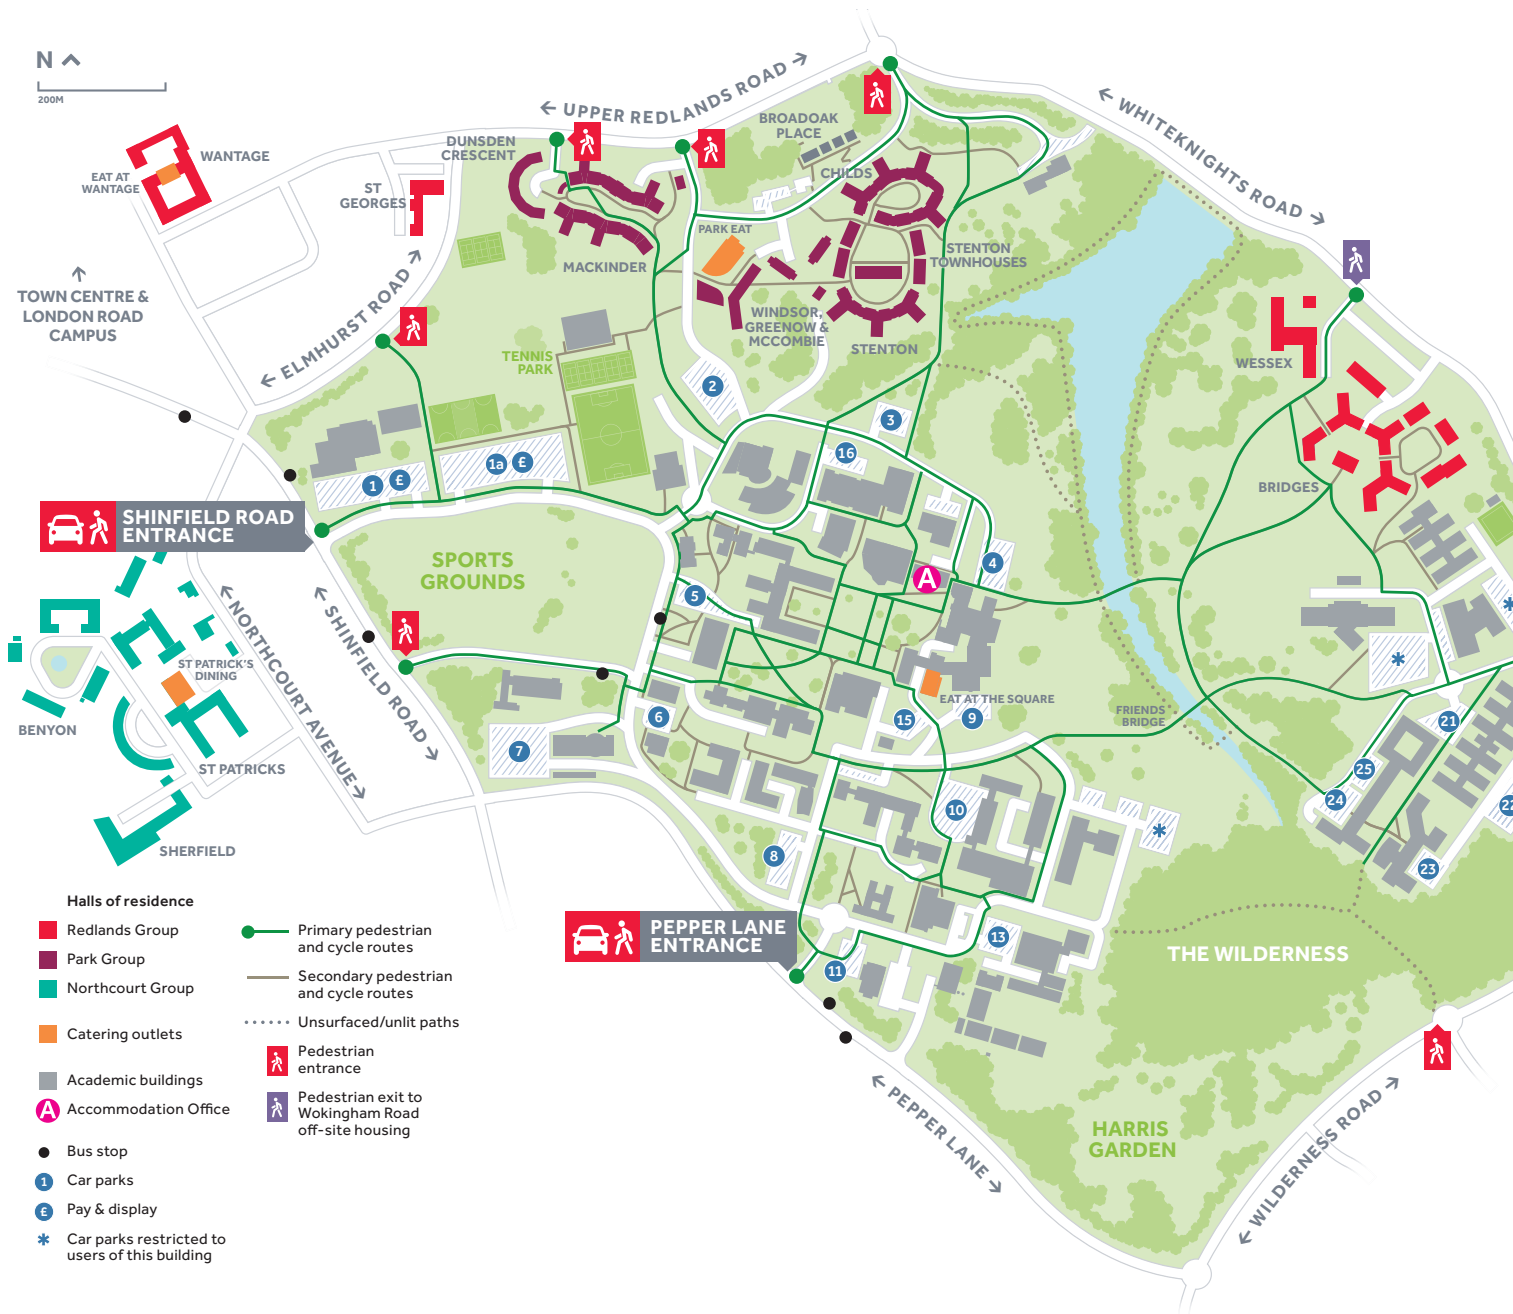 N
200M
UPPER REDLANDS ROAD
WHITEKNIGHTS ROAD
WANTAGE
EAT AT
WANTAGE
ST
GEORGES
DUNSDEN
CRESCENT
BROADOAK
PLACE
CHILDS
PARK EAT
MACKINDER
STENTON
TOWNHOUSES
WINDSOR,
GREENOW &
MCCOMBIE
STENTON
TOWN CENTRE &
LONDON ROAD
CAMPUS
ELMHURST ROAD
TENNIS
PARK
WESSEX
BRIDGES
2
3
16
1
£
1a
£
4
A
5
SHINFIELD ROAD
ENTRANCE
SPORTS
GROUNDS
NORTHCOURT AVENUE
SHINFIELD ROAD
ST PATRICK'S
DINING
BENYON
ST PATRICKS
SHERFIELD
EAT AT THE SQUARE
FRIENDS
BRIDGE
6
7
15
9
21
25
24
22
23
10
8
13
11
PEPPER LANE
ENTRANCE
THE WILDERNESS
HARRIS
GARDEN
PEPPER LANE
WILDERNESS ROAD
Halls of residence
Redlands Group
Park Group
Northcourt Group
Catering outlets
Academic buildings
A
Accommodation Office
Bus stop
1
Car parks
£
Pay & display
*
Car parks restricted to
users of this building
Primary pedestrian
and cycle routes
Secondary pedestrian
and cycle routes
Unsurfaced/unlit paths
Pedestrian
entrance
Pedestrian exit to
Wokingham Road
off-site housing